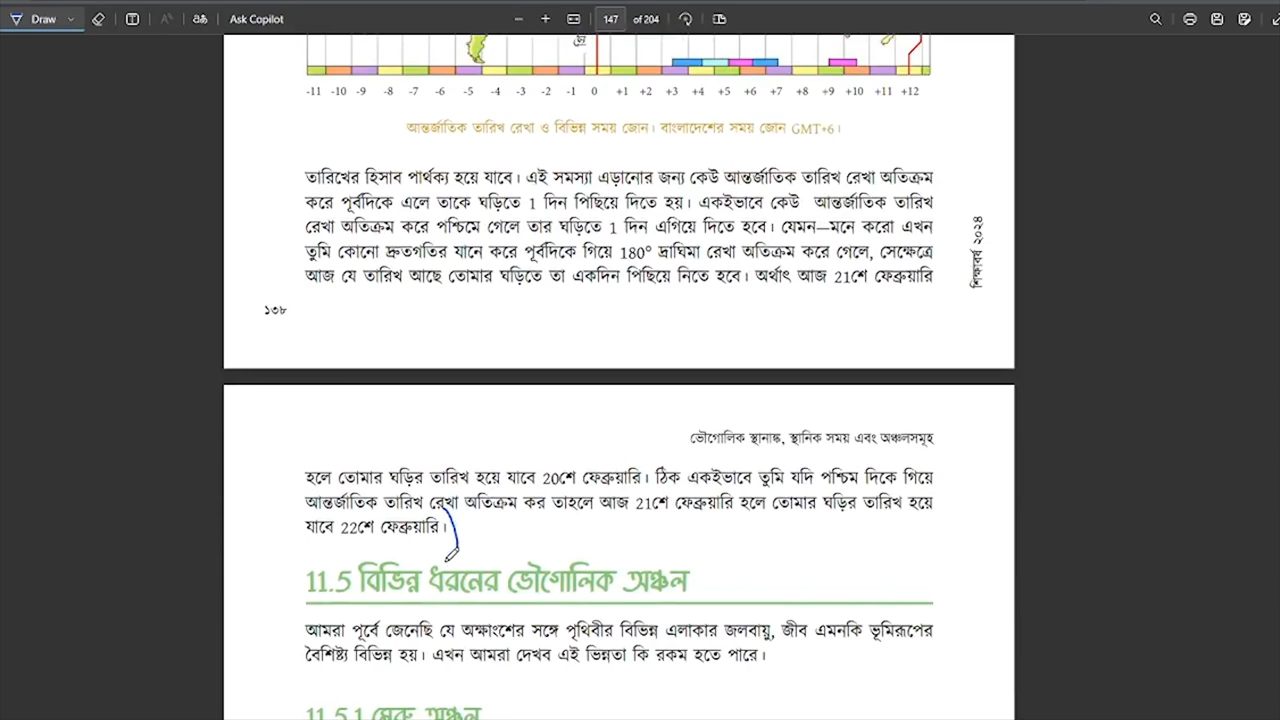 Draw
Ask Copilot
147 of 204
-11 -10 -9 -8 -7 -6 -5 -4 -3 -2 -1 0 +1 +2 +3 +4 +5 +6 +7 +8 +9 +10 +11 +12
আন্তর্জাতিক তারিখ রেখা ও বিভিন্ন সময় জোন। বাংলাদেশের সময় জোন GMT+6।
তারিখের হিসাব পার্থক্য হয়ে যাবে। এই সমস্যা এড়ানোর জন্য কেউ আন্তর্জাতিক তারিখ রেখা অতিক্রম
করে পূর্বদিকে এলে তাকে ঘড়িতে 1 দিন পিছিয়ে দিতে হয়। একইভাবে কেউ আন্তর্জাতিক তারিখ
রেখা অতিক্রম করে পশ্চিমে গেলে তার ঘড়িতে 1 দিন এগিয়ে দিতে হবে। যেমন—মনে করো এখন
তুমি কোনো দ্রুতগতির যানে করে পূর্বদিকে গিয়ে 180° দ্রাঘিমা রেখা অতিক্রম করে গেলে, সেক্ষেত্রে
আজ যে তারিখ আছে তোমার ঘড়িতে তা একদিন পিছিয়ে নিতে হবে। অর্থাৎ আজ 21শে ফেব্রুয়ারি
শিক্ষাবর্ষ ২০২৪
১৩৮
ভৌগোলিক স্থানাঙ্ক, স্থানিক সময় এবং অঞ্চলসমূহ
হলে তোমার ঘড়ির তারিখ হয়ে যাবে 20শে ফেব্রুয়ারি। ঠিক একইভাবে তুমি যদি পশ্চিম দিকে গিয়ে
আন্তর্জাতিক তারিখ রেখা অতিক্রম কর তাহলে আজ 21শে ফেব্রুয়ারি হলে তোমার ঘড়ির তারিখ হয়ে
যাবে 22শে ফেব্রুয়ারি।
11.5 বিভিন্ন ধরনের ভৌগোলিক অঞ্চল
আমরা পূর্বে জেনেছি যে অক্ষাংশের সঙ্গে পৃথিবীর বিভিন্ন এলাকার জলবায়ু, জীব এমনকি ভূমিরূপের
বৈশিষ্ট্য বিভিন্ন হয়। এখন আমরা দেখব এই ভিন্নতা কি রকম হতে পারে।
11.5.1 মেরু অঞ্চল